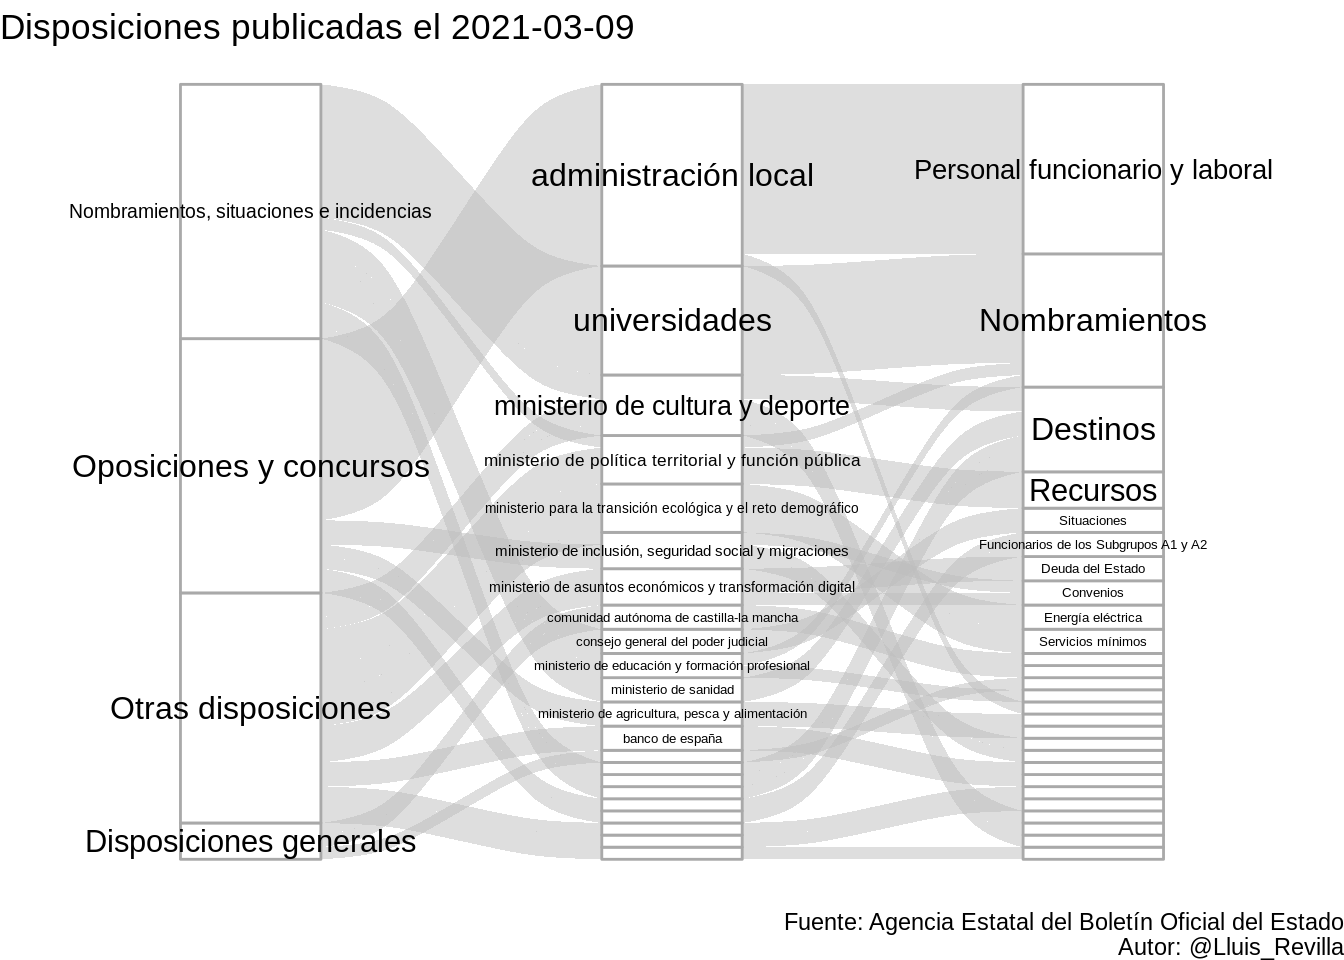 Disposiciones publicadas el 2021-03-09
Nombramientos, situaciones e incidencias
Oposiciones y concursos
Otras disposiciones
Disposiciones generales
administración local
universidades
ministerio de cultura y deporte
ministerio de política territorial y función pública
ministerio para la transición ecológica y el reto demográfico
ministerio de inclusión, seguridad social y migraciones
ministerio de asuntos económicos y transformación digital
comunidad autónoma de castilla-la mancha
consejo general del poder judicial
ministerio de educación y formación profesional
ministerio de sanidad
ministerio de agricultura, pesca y alimentación
banco de españa
Personal funcionario y laboral
Nombramientos
Destinos
Recursos
Situaciones
Funcionarios de los Subgrupos A1 y A2
Deuda del Estado
Convenios
Energía eléctrica
Servicios mínimos
Fuente: Agencia Estatal del Boletín Oficial del Estado
Autor: @Lluis_Revilla